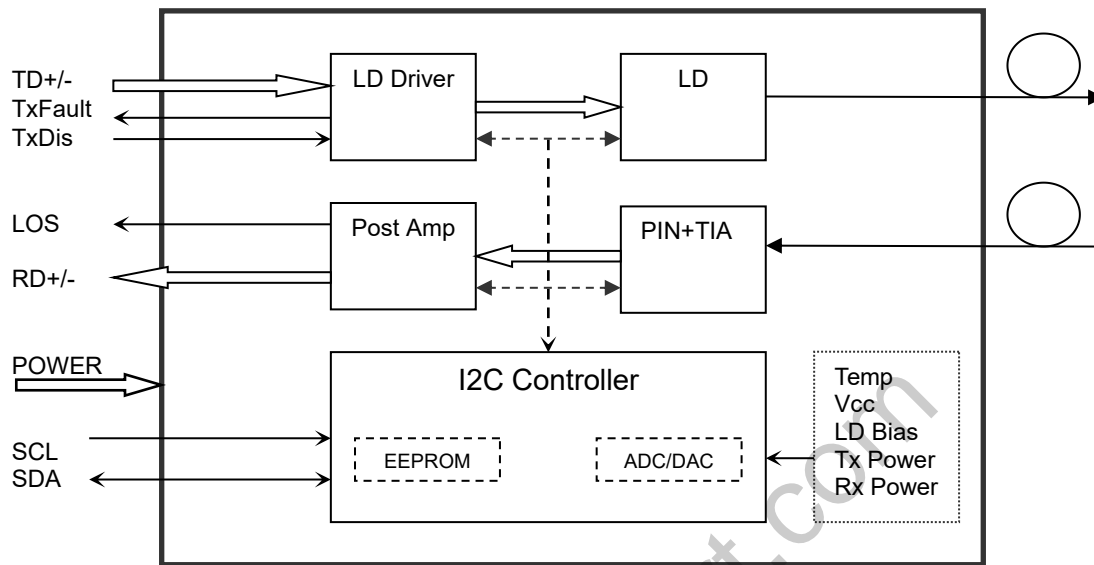 TD+/-
TxFault
TxDis
LD Driver
LD
LOS
RD+/-
Post Amp
PIN+TIA
POWER
I2C Controller
SCL
SDA
EEPROM
ADC/DAC
Temp
Vcc
LD Bias
Tx Power
Rx Power
t.com